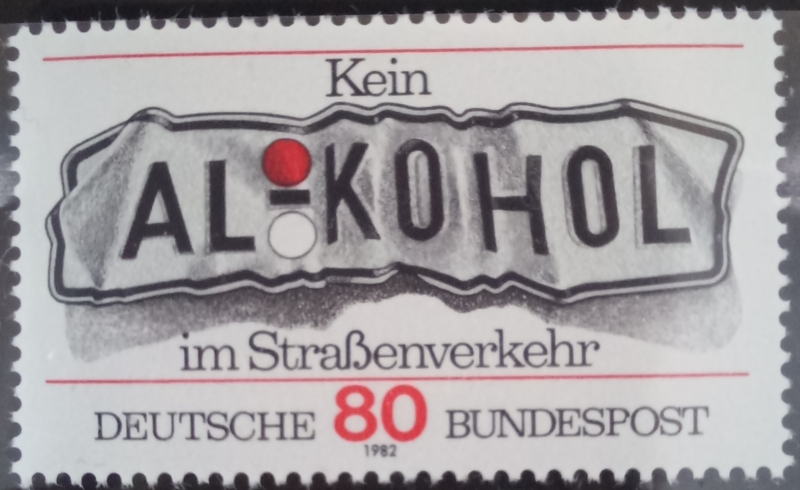 Kein
AL-KOHOL
im Straßenverkehr
DEUTSCHE 80 BUNDESPOST
1982